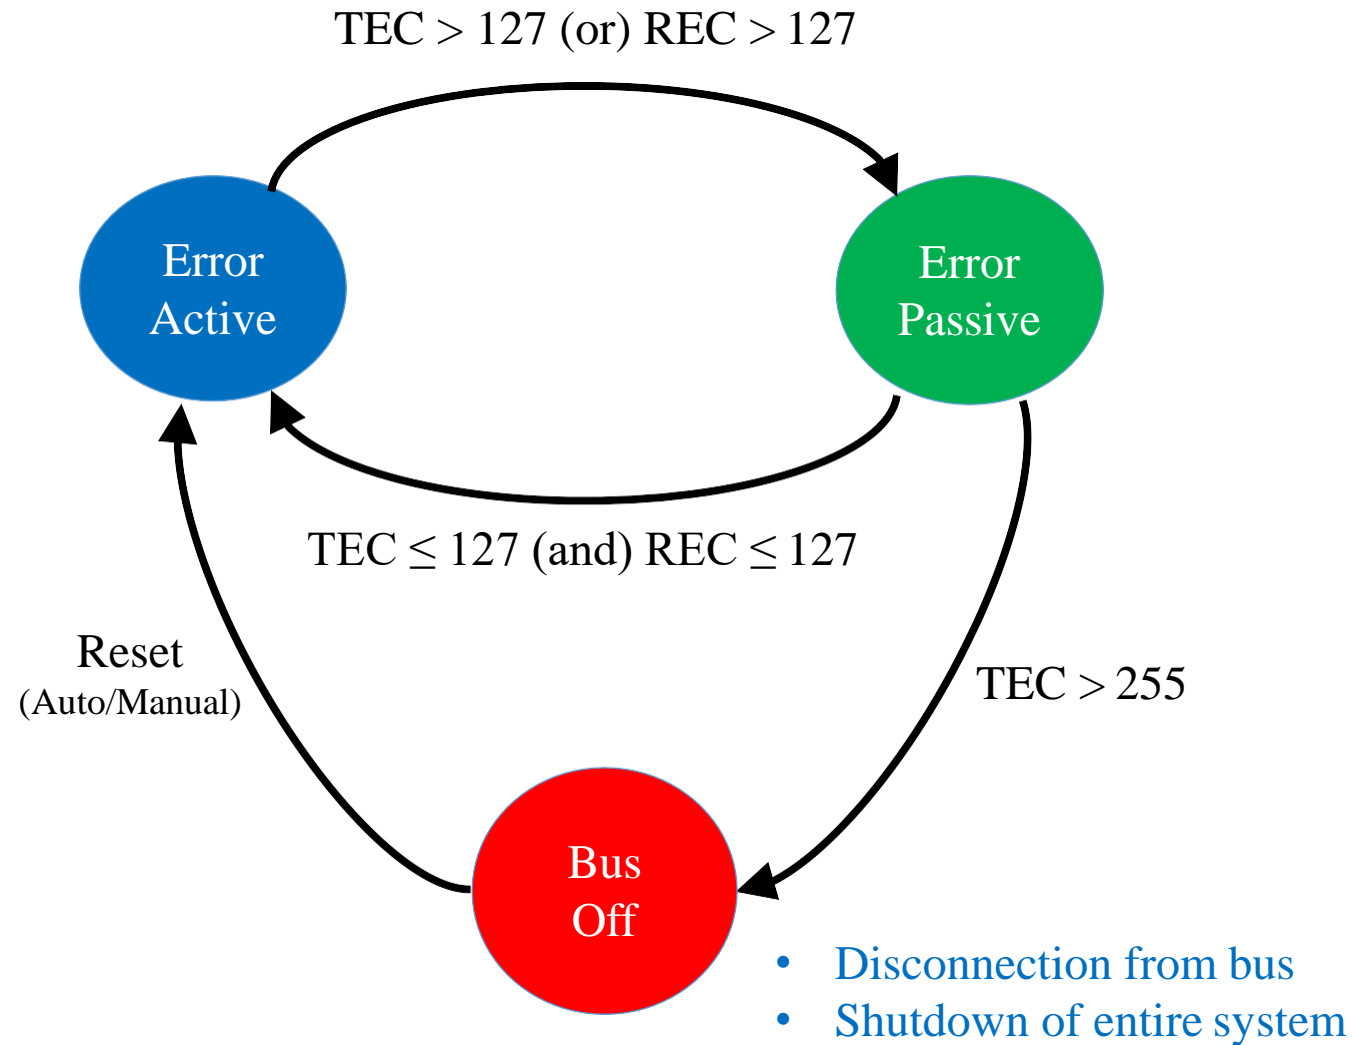 TEC > 127 (or) REC > 127
Error
Active
Error
Passive
TEC ≤ 127 (and) REC ≤ 127
Reset
(Auto/Manual)
TEC > 255
Bus
Off
• Disconnection from bus
• Shutdown of entire system